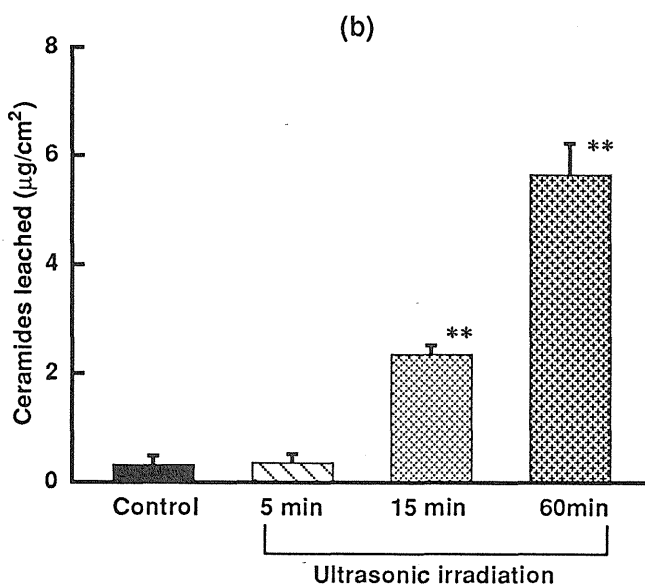 (b)
8
6
4
2
0
Ceramides leached (μg/cm²)
**
**
Control
5 min
15 min
60min
Ultrasonic irradiation